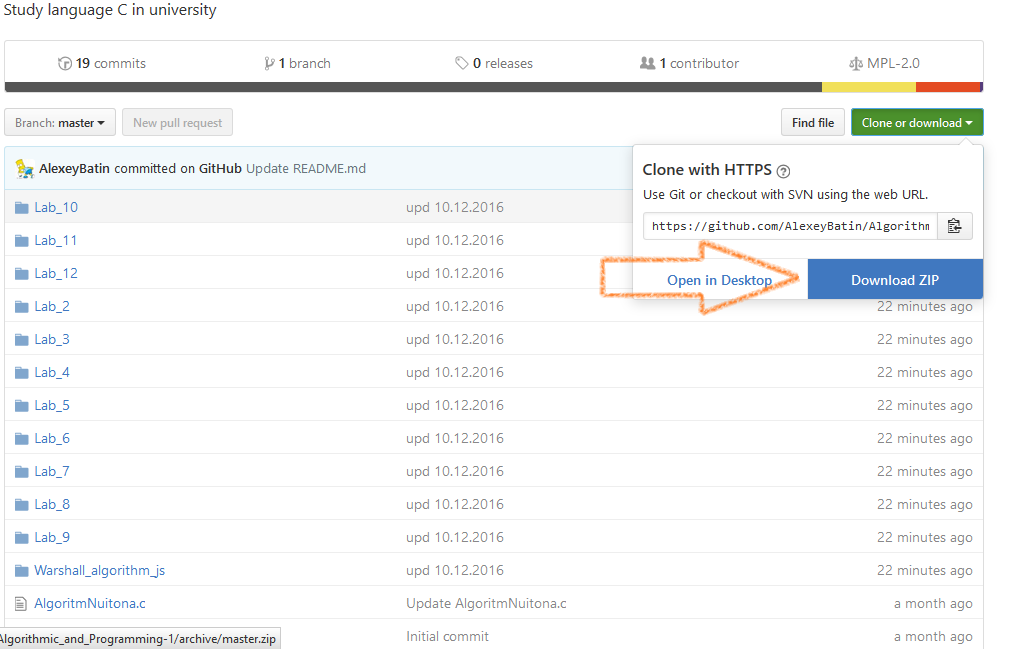 Study language C in university
19 commits 1 branch 0 releases 1 contributor MPL-2.0
Branch: master New pull request Find file Clone or download
AlexeyBatin committed on GitHub Update README.md
Clone with HTTPS ?
Use Git or checkout with SVN using the web URL.
https://github.com/AlexeyBatin/Algorithm
Open in Desktop Download ZIP
Lab_10 upd 10.12.2016
Lab_11 upd 10.12.2016
Lab_12 upd 10.12.2016
Lab_2 upd 10.12.2016 22 minutes ago
Lab_3 upd 10.12.2016 22 minutes ago
Lab_4 upd 10.12.2016 22 minutes ago
Lab_5 upd 10.12.2016 22 minutes ago
Lab_6 upd 10.12.2016 22 minutes ago
Lab_7 upd 10.12.2016 22 minutes ago
Lab_8 upd 10.12.2016 22 minutes ago
Lab_9 upd 10.12.2016 22 minutes ago
Warshall_algorithm_js upd 10.12.2016 22 minutes ago
AlgoritmNuitona.c Update AlgoritmNuitona.c a month ago
Initial commit a month ago
Algorithmic_and_Programming-1/archive/master.zip